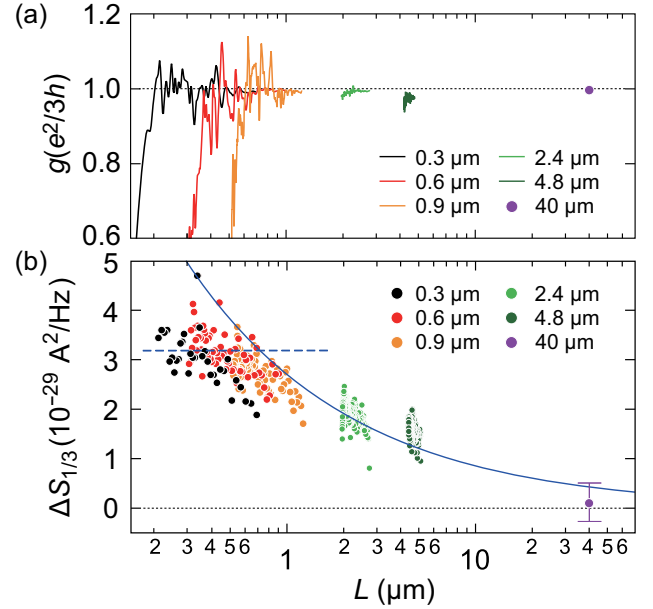 (a)
1.2
1.0
0.8
0.6
g(e²/3h)
0.3 μm
0.6 μm
0.9 μm
2.4 μm
4.8 μm
40 μm
(b)
5
4
3
2
1
0
ΔS1/3 (10⁻²⁹ A²/Hz)
0.3 μm
0.6 μm
0.9 μm
2.4 μm
4.8 μm
40 μm
2 3 4 5 6 1 2 3 4 5 6 10 2 3 4 5 6
L (μm)